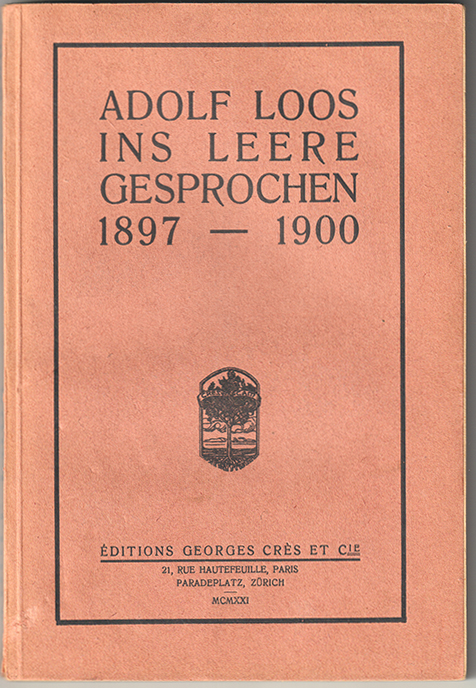 ADOLF LOOS
INS LEERE
GESPROCHEN
1897 — 1900
ÉDITIONS GEORGES CRÈS ET CIE
21, RUE HAUTEFEUILLE, PARIS
PARADEPLATZ, ZÜRICH
MCMXXI